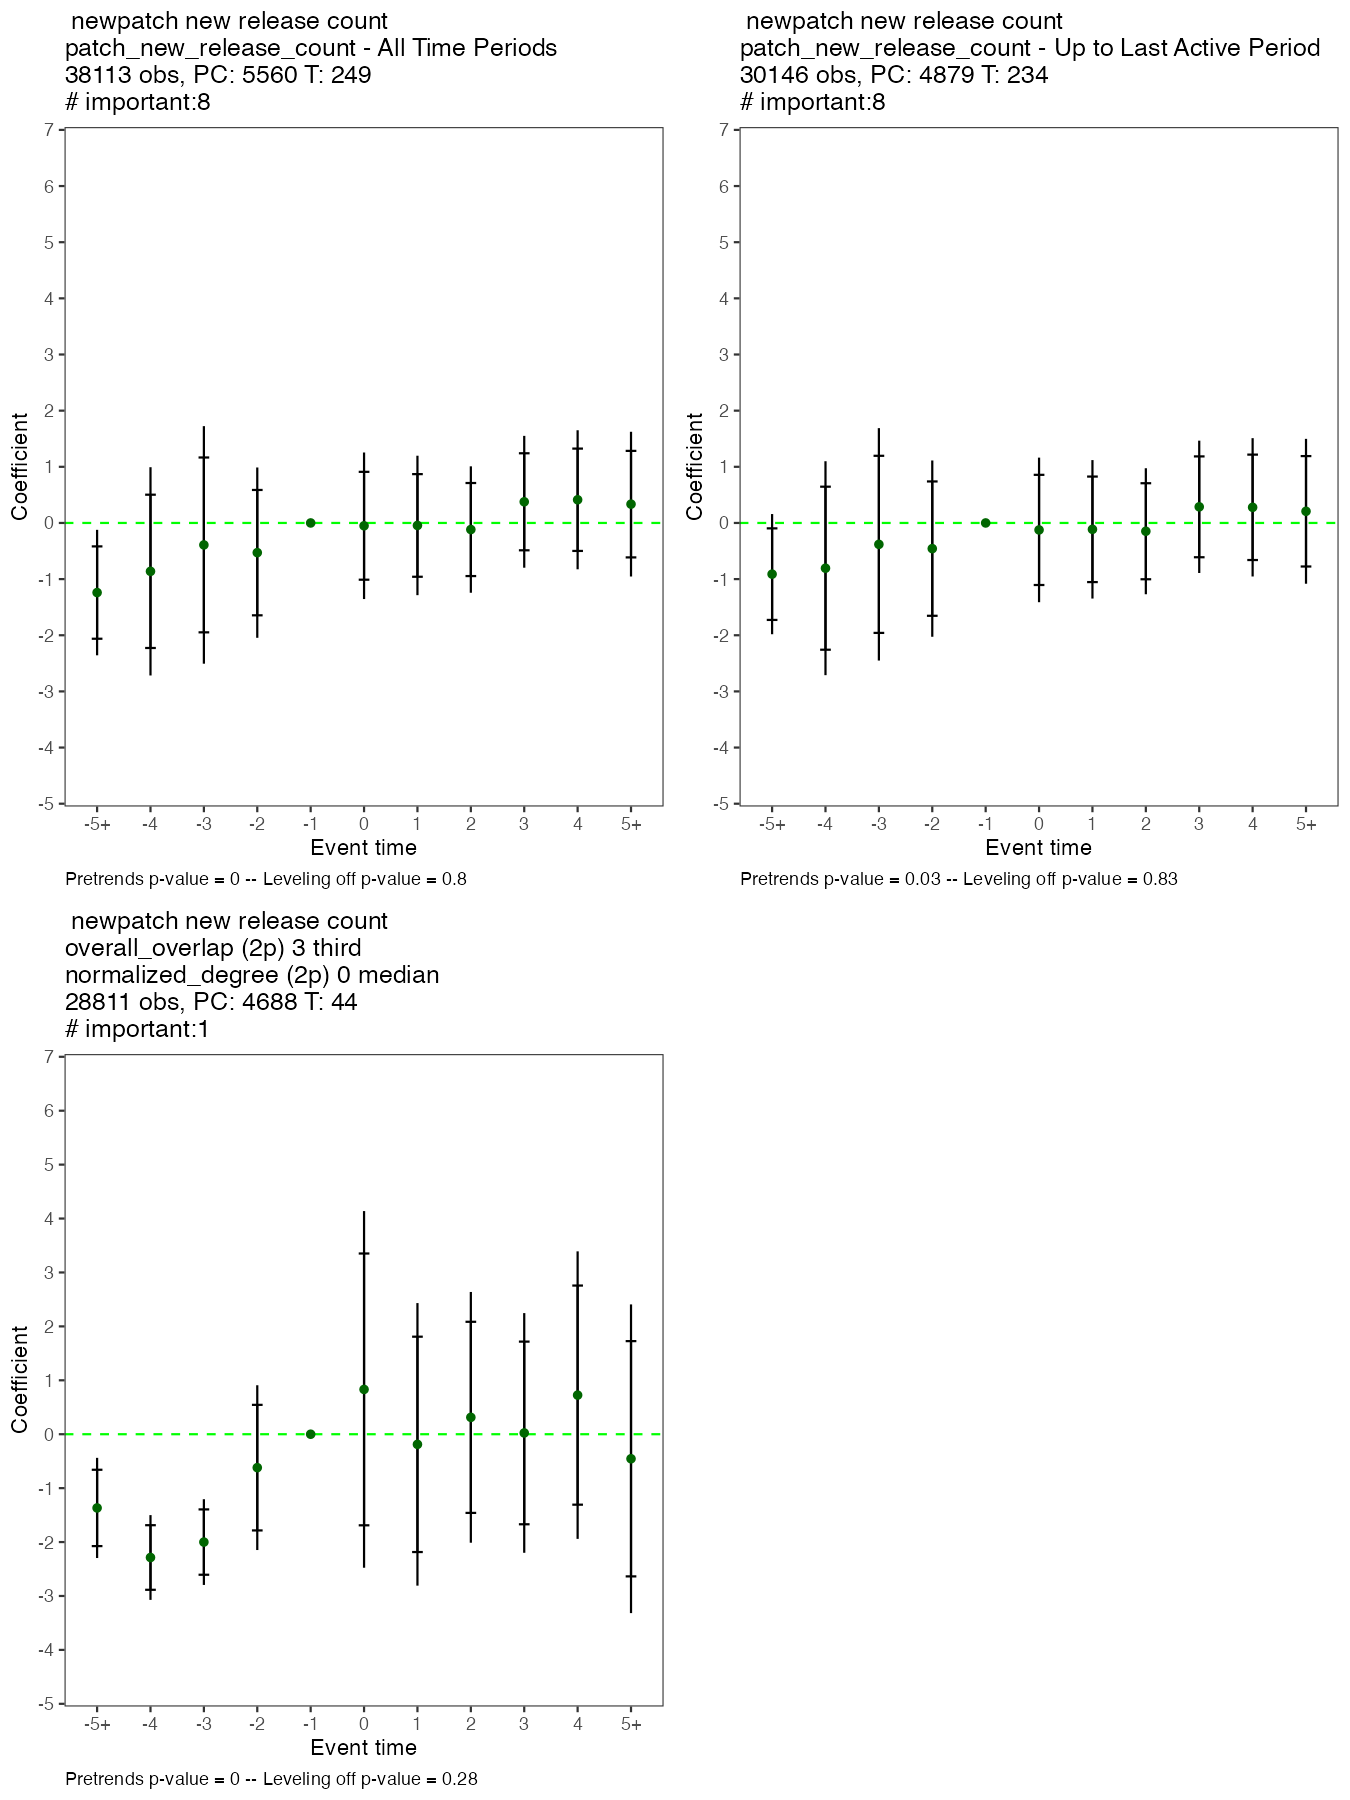 newpatch new release count
patch_new_release_count - All Time Periods
38113 obs, PC: 5560 T: 249
# important:8
7
6
5
4
3
2
1
0
-1
-2
-3
-4
-5
Coefficient
-5+ -4 -3 -2 -1 0 1 2 3 4 5+
Event time
Pretrends p-value = 0 -- Leveling off p-value = 0.8
newpatch new release count
patch_new_release_count - Up to Last Active Period
30146 obs, PC: 4879 T: 234
# important:8
7
6
5
4
3
2
1
0
-1
-2
-3
-4
-5
Coefficient
-5+ -4 -3 -2 -1 0 1 2 3 4 5+
Event time
Pretrends p-value = 0.03 -- Leveling off p-value = 0.83
newpatch new release count
overall_overlap (2p) 3 third
normalized_degree (2p) 0 median
28811 obs, PC: 4688 T: 44
# important:1
7
6
5
4
3
2
1
0
-1
-2
-3
-4
-5
Coefficient
-5+ -4 -3 -2 -1 0 1 2 3 4 5+
Event time
Pretrends p-value = 0 -- Leveling off p-value = 0.28